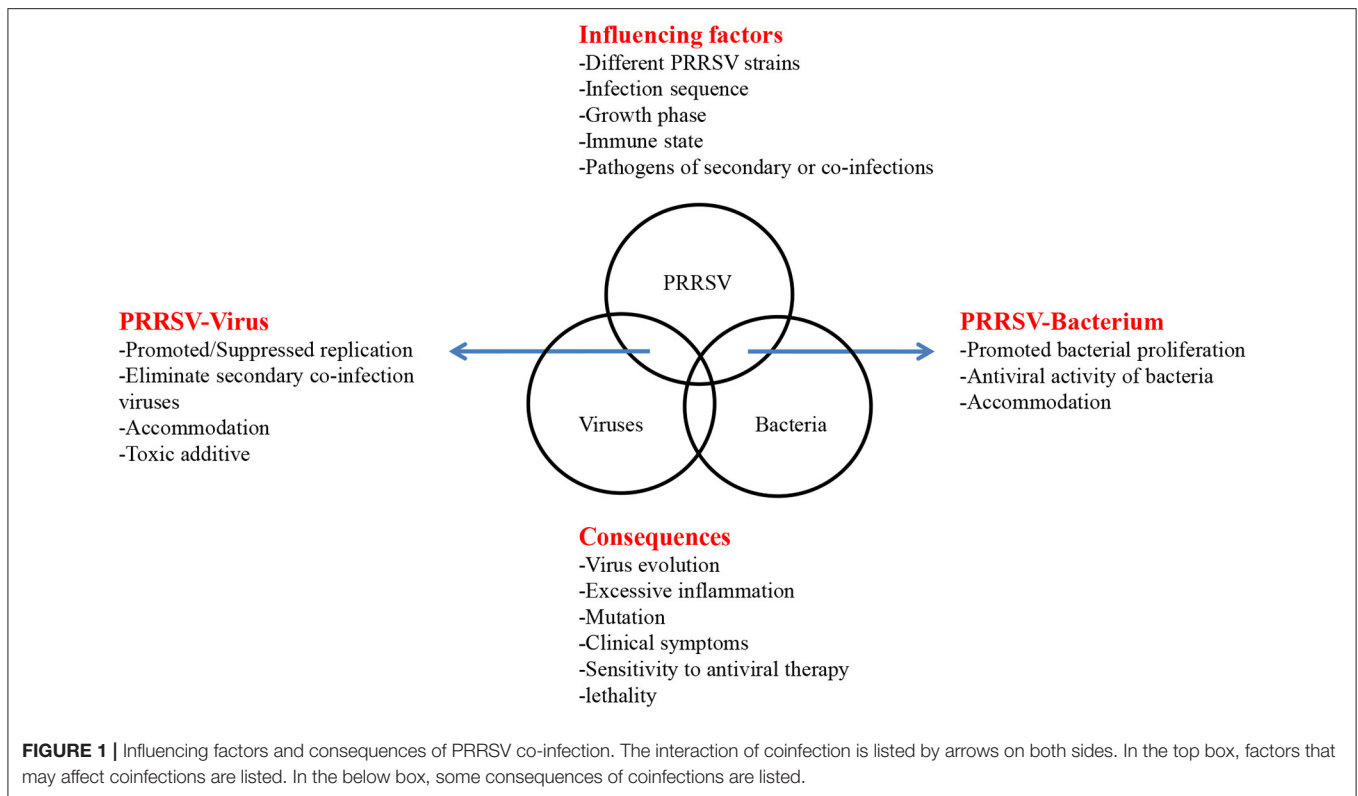 Influencing factors
-Different PRRSV strains
-Infection sequence
-Growth phase
-Immune state
-Pathogens of secondary or co-infections
PRRSV
PRRSV-Virus
-Promoted/Suppressed replication
-Eliminate secondary co-infection
viruses
-Accommodation
-Toxic additive
PRRSV-Bacterium
-Promoted bacterial proliferation
-Antiviral activity of bacteria
-Accommodation
Viruses
Bacteria
Consequences
-Virus evolution
-Excessive inflammation
-Mutation
-Clinical symptoms
-Sensitivity to antiviral therapy
-lethality
FIGURE 1 | Influencing factors and consequences of PRRSV co-infection. The interaction of coinfection is listed by arrows on both sides. In the top box, factors that
may affect coinfections are listed. In the below box, some consequences of coinfections are listed.